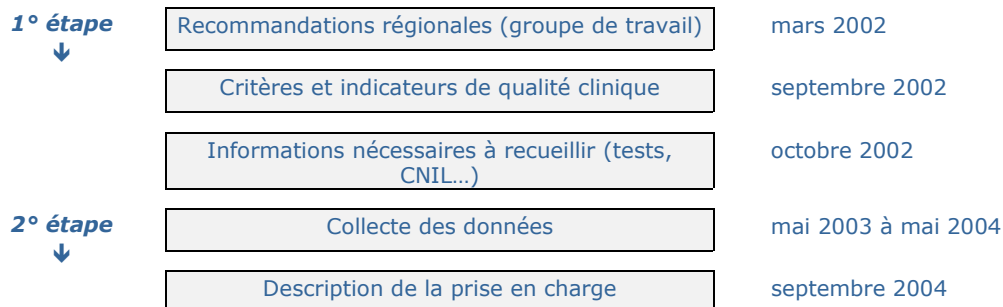 1° étape Recommandations régionales (groupe de travail) mars 2002
Critères et indicateurs de qualité clinique septembre 2002
Informations nécessaires à recueillir (tests, octobre 2002
CNIL…)
2° étape Collecte des données mai 2003 à mai 2004
Description de la prise en charge septembre 2004